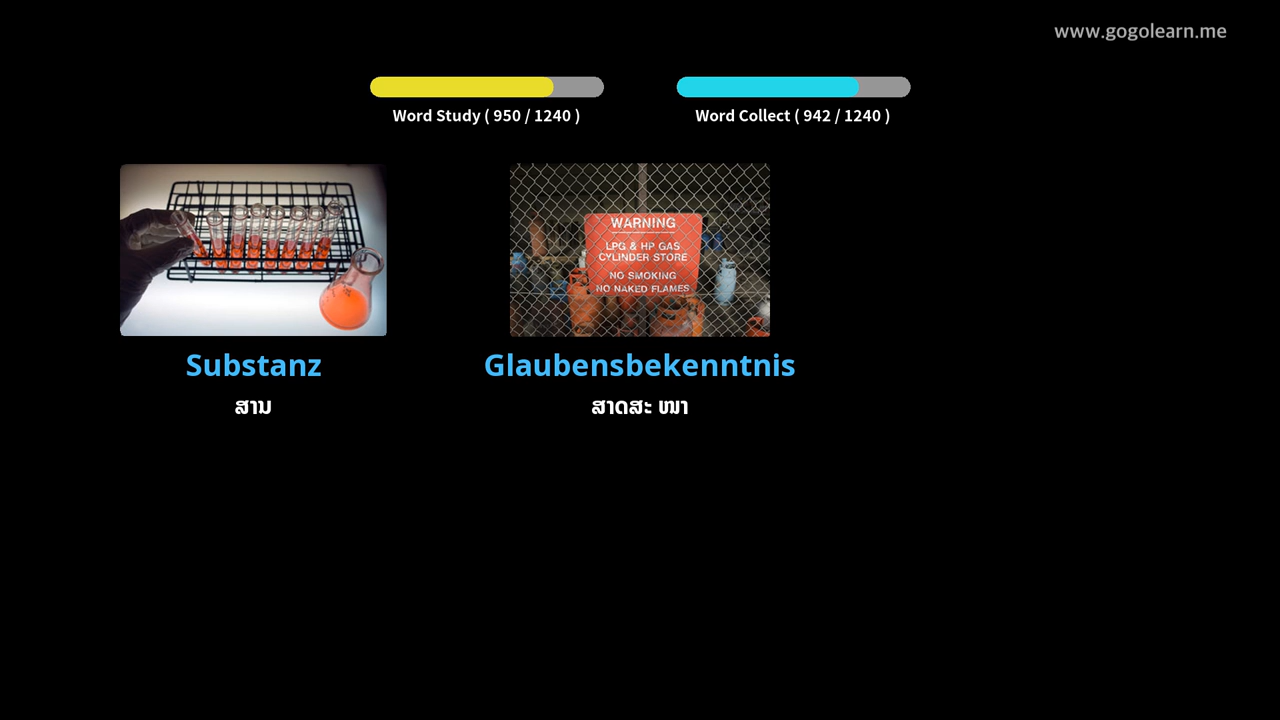 www.gogolearn.me
Word Study ( 950 / 1240 )
Word Collect ( 942 / 1240 )
WARNING
LPG & HP GAS
CYLINDER STORE
NO SMOKING
NO NAKED FLAMES
Substanz
ສານ
Glaubensbekenntnis
ສາດສະ ໜາ